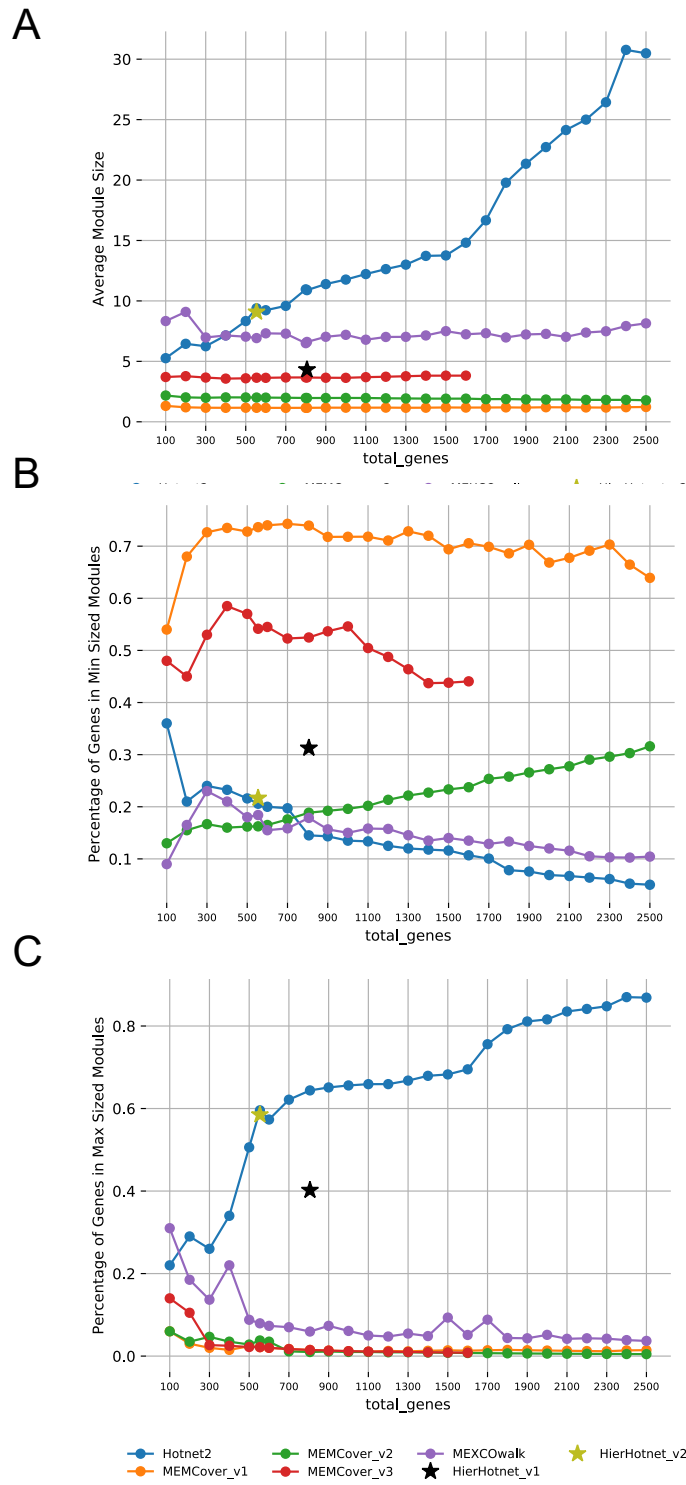 A
Average Module Size
30
25
20
15
10
5
0
100 300 500 700 900 1100 1300 1500 1700 1900 2100 2300 2500
total_genes
B
Percentage of Genes in Min Sized Modules
0.7
0.6
0.5
0.4
0.3
0.2
0.1
100 300 500 700 900 1100 1300 1500 1700 1900 2100 2300 2500
total_genes
C
Percentage of Genes in Max Sized Modules
0.8
0.6
0.4
0.2
0.0
100 300 500 700 900 1100 1300 1500 1700 1900 2100 2300 2500
total_genes
Hotnet2 MEMCover_v2 MEXCOwalk HierHotnet_v2
MEMCover_v1 MEMCover_v3 HierHotnet_v1